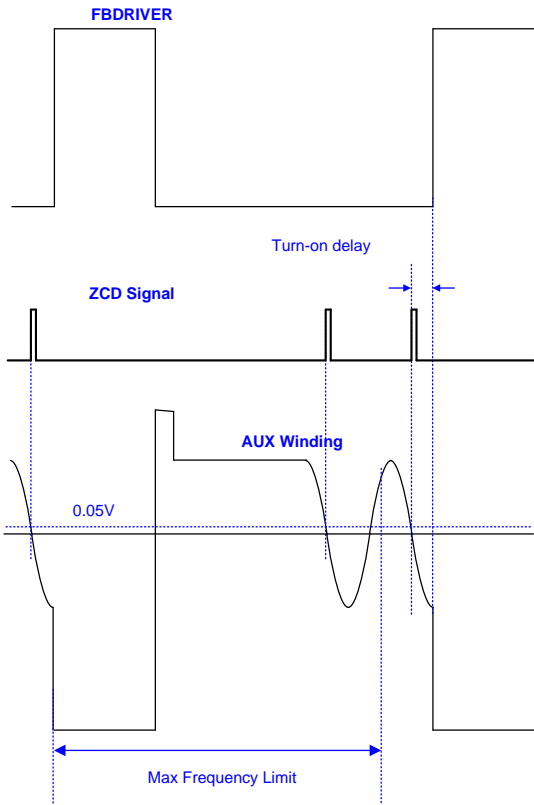 FBDRIVER
Turn-on delay
ZCD Signal
AUX Winding
0.05V
Max Frequency Limit